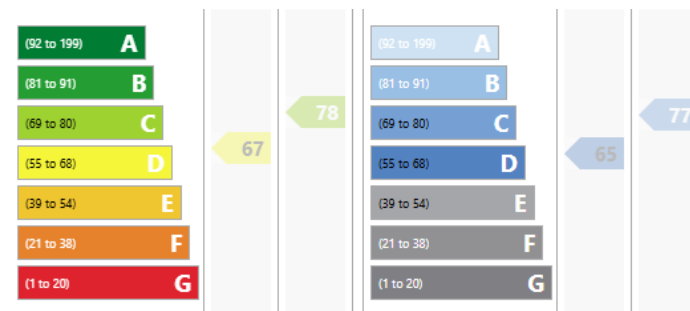 (92 to 199) A
(81 to 91) B
(69 to 80) C
(55 to 68) D
(39 to 54) E
(21 to 38) F
(1 to 20) G
67
78
(92 to 199) A
(81 to 91) B
(69 to 80) C
(55 to 68) D
(39 to 54) E
(21 to 38) F
(1 to 20) G
65
77